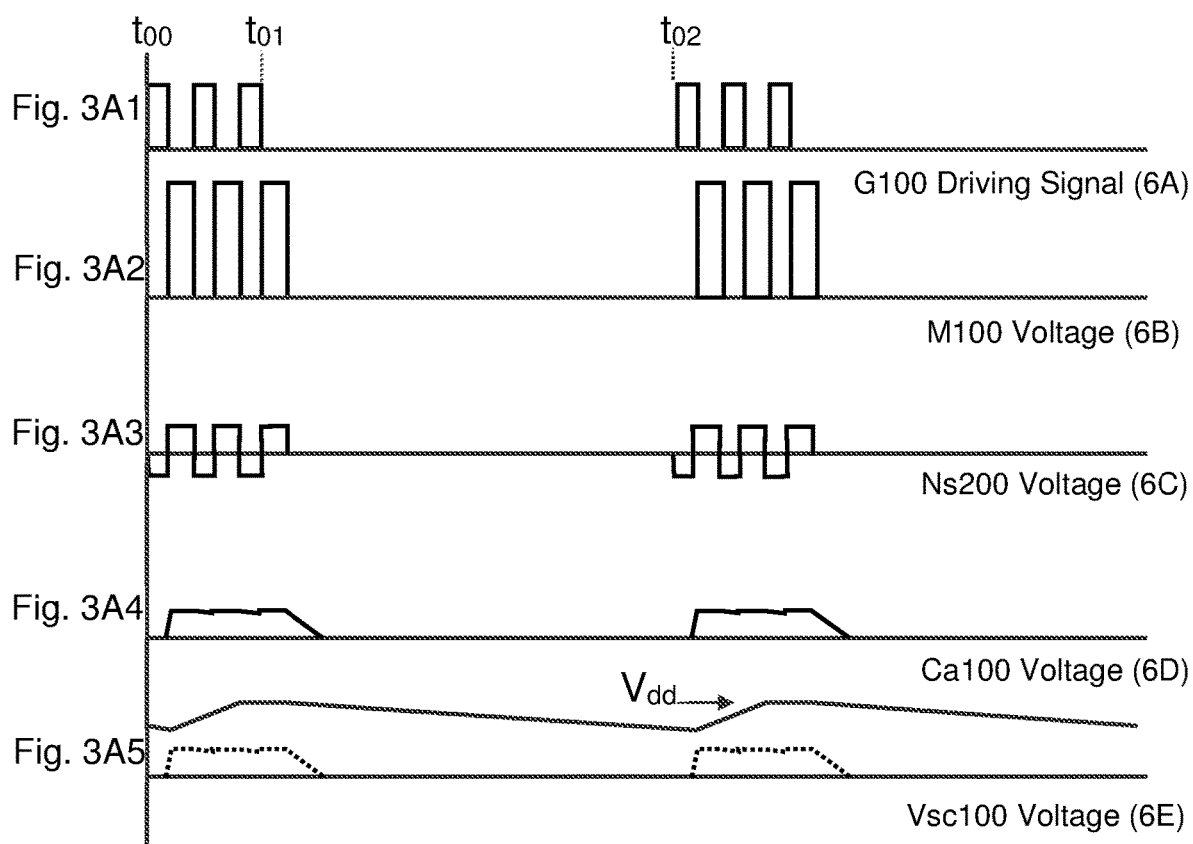 t00 t01 t02
Fig. 3A1
G100 Driving Signal (6A)
Fig. 3A2
M100 Voltage (6B)
Fig. 3A3
Ns200 Voltage (6C)
Fig. 3A4
Ca100 Voltage (6D)
Vdd
Fig. 3A5
Vsc100 Voltage (6E)